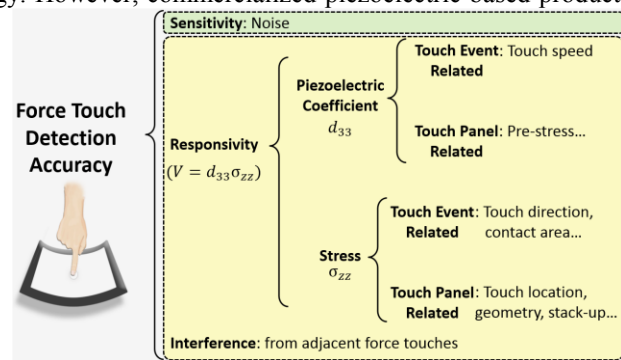 gy. However, commercialized piezoelectric based product
Sensitivity: Noise
Force Touch
Detection
Accuracy
Responsivity
(V = d₃₃σzz)
Piezoelectric
Coefficient
d₃₃
Touch Event: Touch speed
Related
Touch Panel: Pre-stress...
Related
Stress
σzz
Touch Event: Touch direction,
Related contact area...
Touch Panel: Touch location,
Related geometry, stack-up...
Interference: from adjacent force touches